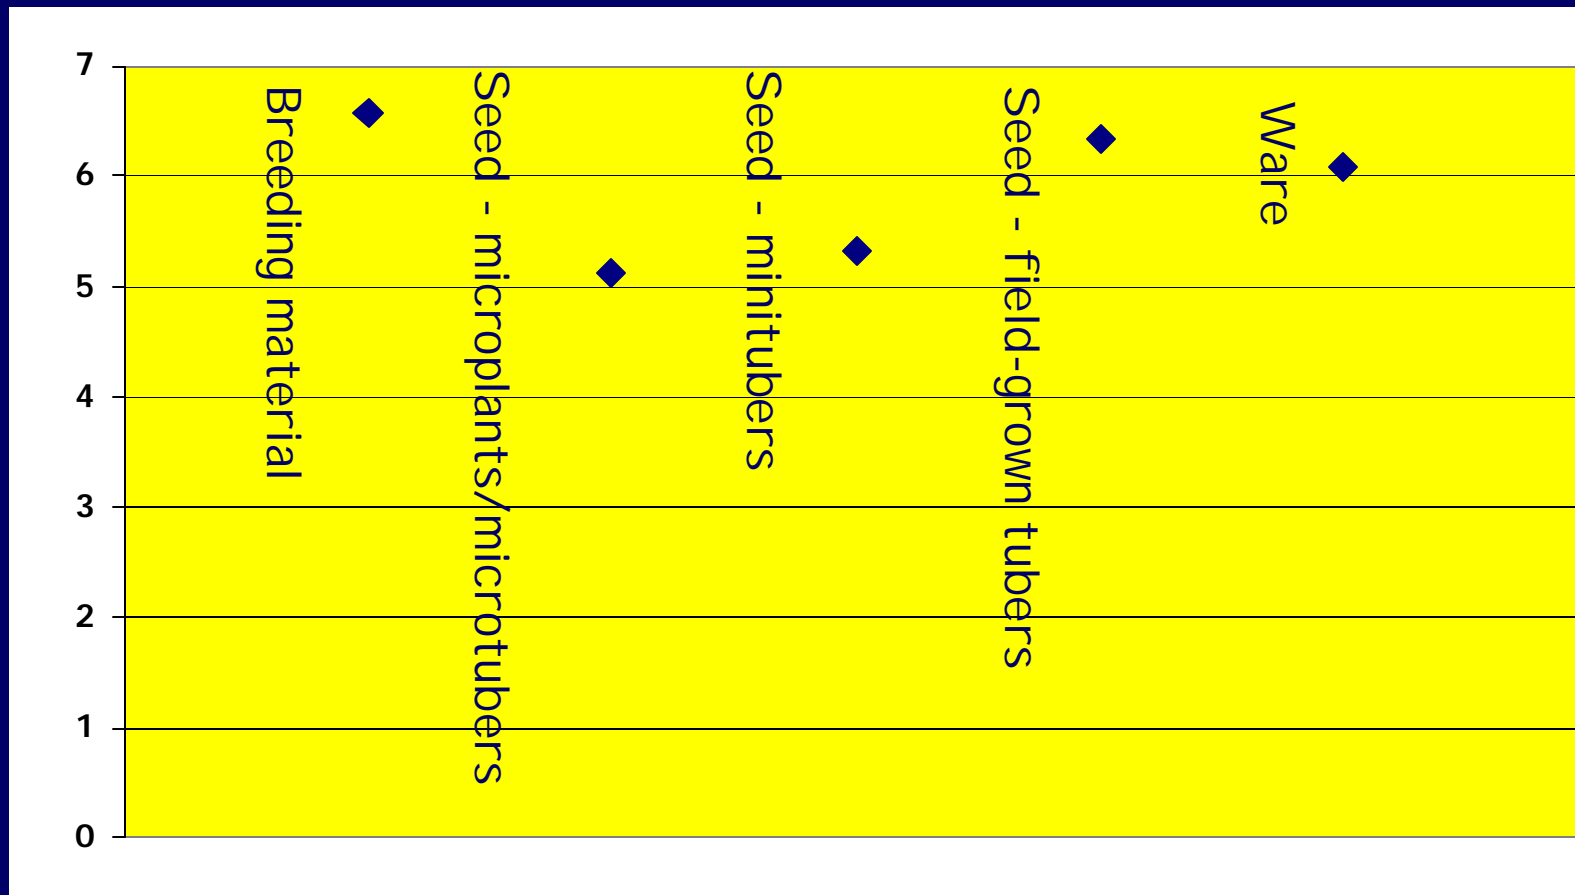 7
6
5
4
3
2
1
0
Breeding material
Seed - microplants/microtubers
Seed - minitubers
Seed - field-grown tubers
Ware